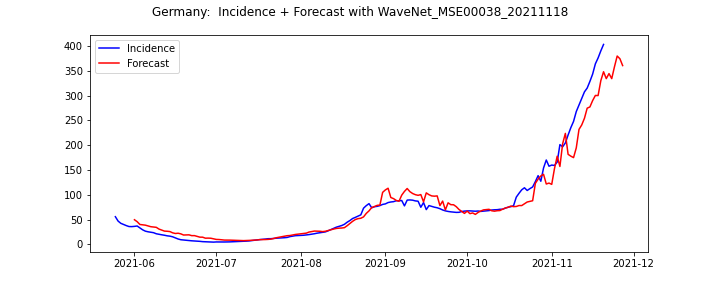 Germany:  Incidence + Forecast with WaveNet_MSE00038_20211118
Incidence
Forecast
400
350
300
250
200
150
100
50
0
2021-06 2021-07 2021-08 2021-09 2021-10 2021-11 2021-12